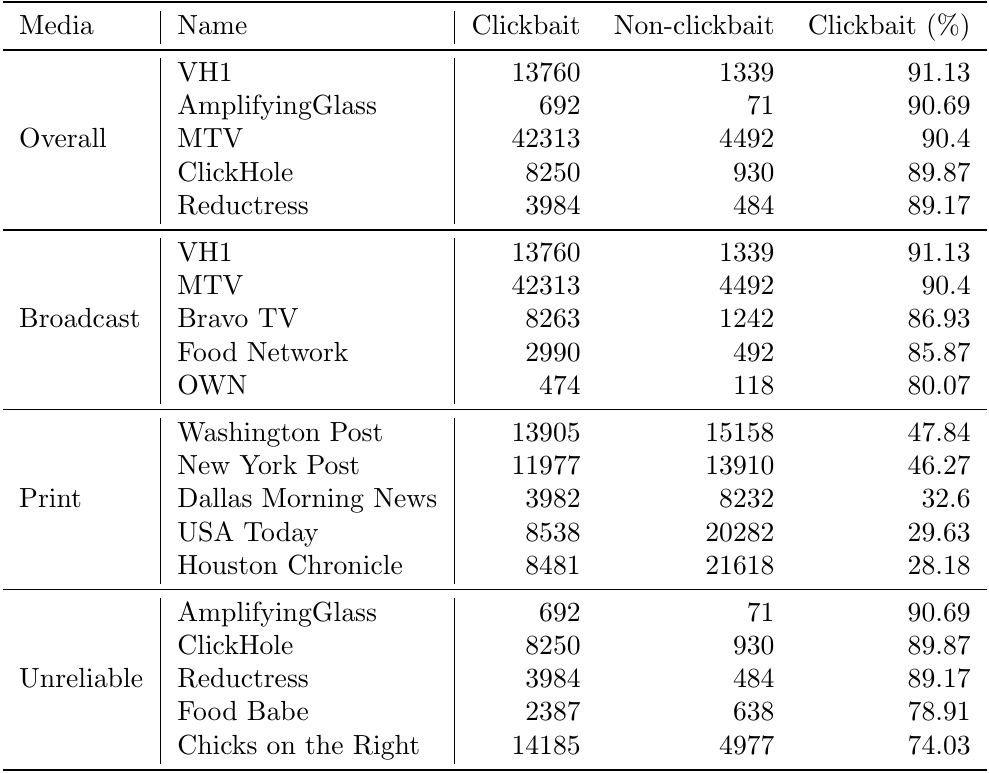 Media Name Clickbait Non-clickbait Clickbait (%)
VH1 13760 1339 91.13
AmplifyingGlass 692 71 90.69
Overall MTV 42313 4492 90.4
ClickHole 8250 930 89.87
Reductress 3984 484 89.17
VH1 13760 1339 91.13
MTV 42313 4492 90.4
Broadcast Bravo TV 8263 1242 86.93
Food Network 2990 492 85.87
OWN 474 118 80.07
Washington Post 13905 15158 47.84
New York Post 11977 13910 46.27
Print Dallas Morning News 3982 8232 32.6
USA Today 8538 20282 29.63
Houston Chronicle 8481 21618 28.18
AmplifyingGlass 692 71 90.69
ClickHole 8250 930 89.87
Unreliable Reductress 3984 484 89.17
Food Babe 2387 638 78.91
Chicks on the Right 14185 4977 74.03